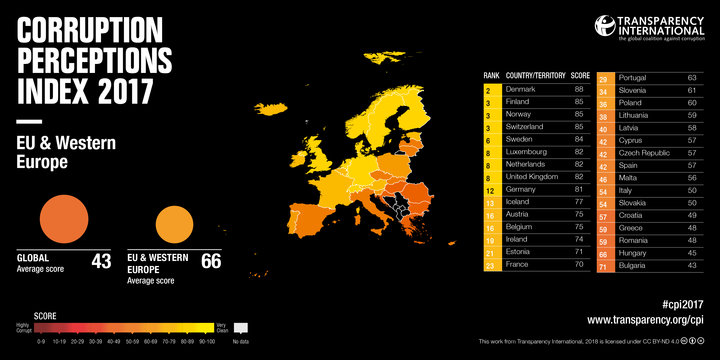 CORRUPTION
PERCEPTIONS
INDEX 2017
EU & Western
Europe
GLOBAL
Average score
43
EU & WESTERN
EUROPE
Average score
66
SCORE
Highly
Corrupt
0-9 10-19 20-29 30-39 40-49 50-59 60-69 70-79 80-89 90-100
Very
Clean
No data
TRANSPARENCY
INTERNATIONAL
the global coalition against corruption
RANK COUNTRY/TERRITORY SCORE
2 Denmark 88
3 Finland 85
3 Norway 85
3 Switzerland 85
6 Sweden 84
8 Luxembourg 82
8 Netherlands 82
8 United Kingdom 82
12 Germany 81
13 Iceland 77
16 Austria 75
16 Belgium 75
19 Ireland 74
21 Estonia 71
23 France 70
29 Portugal 63
34 Slovenia 61
36 Poland 60
38 Lithuania 59
40 Latvia 58
42 Cyprus 57
42 Czech Republic 57
42 Spain 57
46 Malta 56
54 Italy 50
54 Slovakia 50
57 Croatia 49
59 Greece 48
59 Romania 48
66 Hungary 45
71 Bulgaria 43
#cpi2017
www.transparency.org/cpi
This work from Transparency International, 2018 is licensed under CC BY-ND 4.0